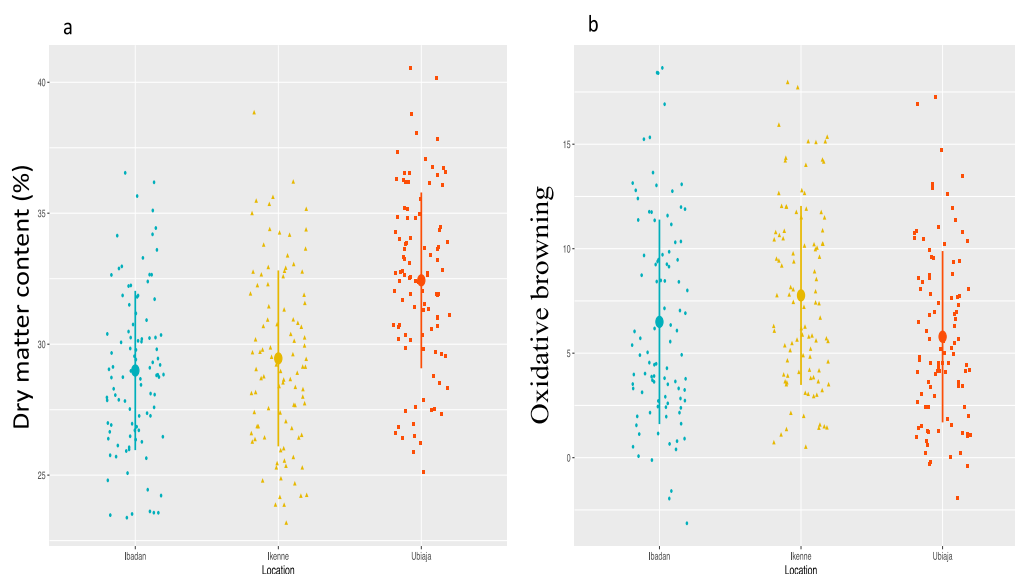 a
Dry matter content (%)
40
35
30
25
Ibadan
Ikenne
Ubiaja
Location
b
Oxidative browning
15
10
5
0
Ibadan
Ikenne
Ubiaja
Location